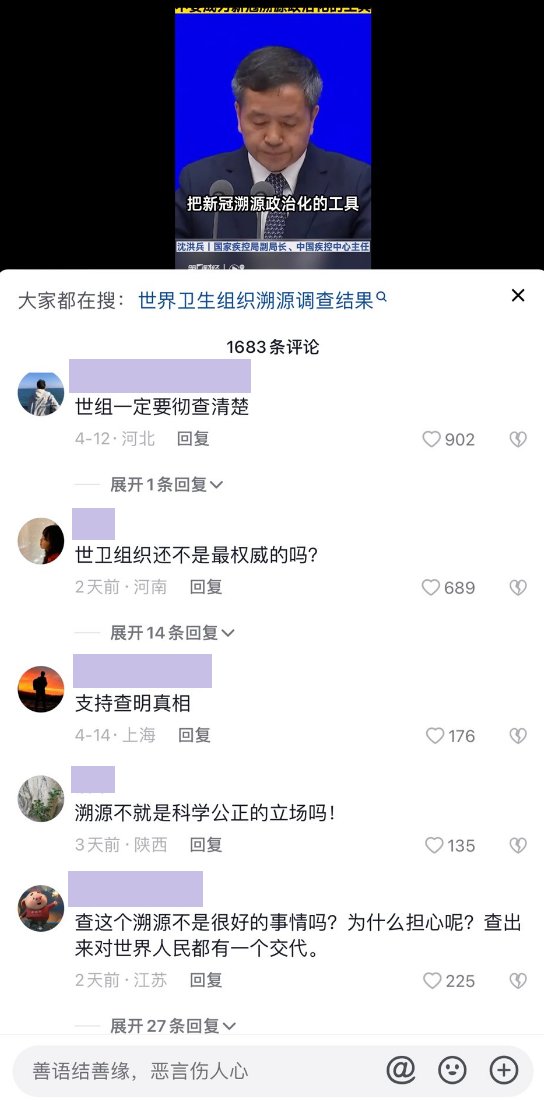 把新冠溯源政治化的工具
沈洪兵丨国家疾控局副局长、中国疾控中心主任
大家都在搜：世界卫生组织溯源调查结果
1683条评论
世组一定要彻查清楚
4-12·河北 回复 902
展开1条回复
世卫组织还不是最权威的吗？
2天前·河南 回复 689
展开14条回复
支持查明真相
4-14·上海 回复 176
溯源不就是科学公正的立场吗！
3天前·陕西 回复 135
查这个溯源不是很好的事情吗？为什么担心呢？查出
来对世界人民都有一个交代。
2天前·江苏 回复 225
展开27条回复
善语结善缘，恶言伤人心